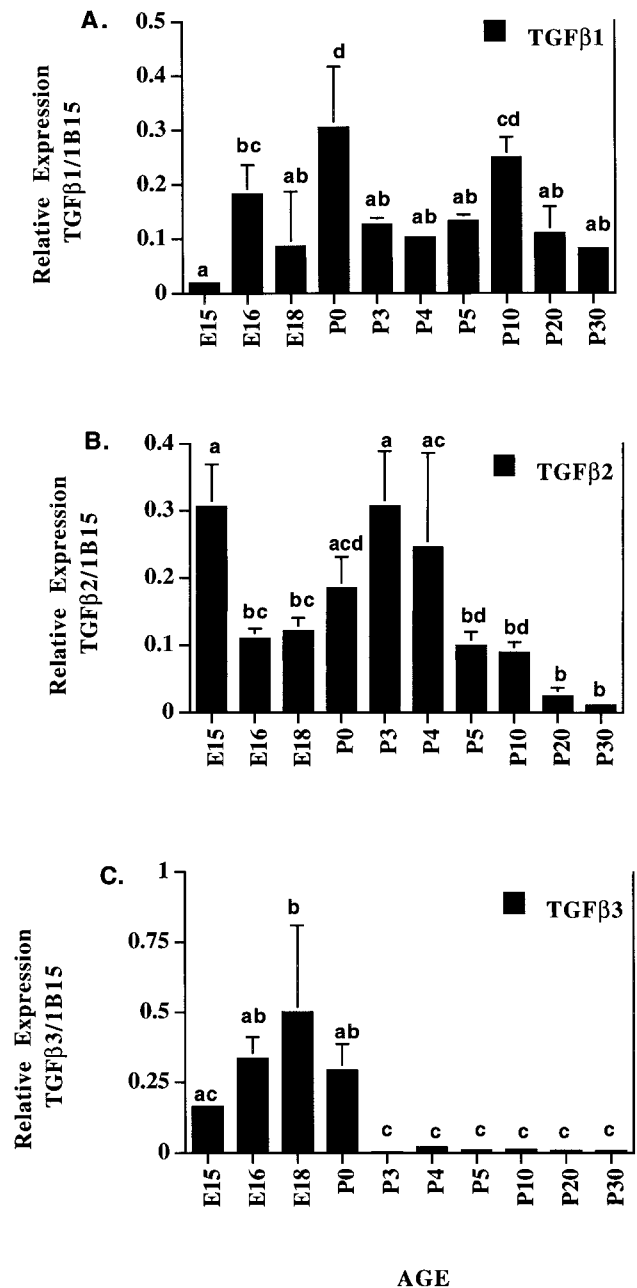 A.
TGFβ1
Relative Expression
TGFβ1/1B15
0.5
0.4
0.3
0.2
0.1
0
a
bc
ab
d
ab
ab
ab
cd
ab
ab
E15
E16
E18
P0
P3
P4
P5
P10
P20
P30
B.
TGFβ2
Relative Expression
TGFβ2/1B15
0.4
0.3
0.2
0.1
0
a
bc
bc
acd
a
ac
bd
bd
b
b
E15
E16
E18
P0
P3
P4
P5
P10
P20
P30
C.
TGFβ3
Relative Expression
TGFβ3/1B15
1
0.75
0.5
0.25
0
ac
ab
b
ab
c
c
c
c
c
c
E15
E16
E18
P0
P3
P4
P5
P10
P20
P30
AGE